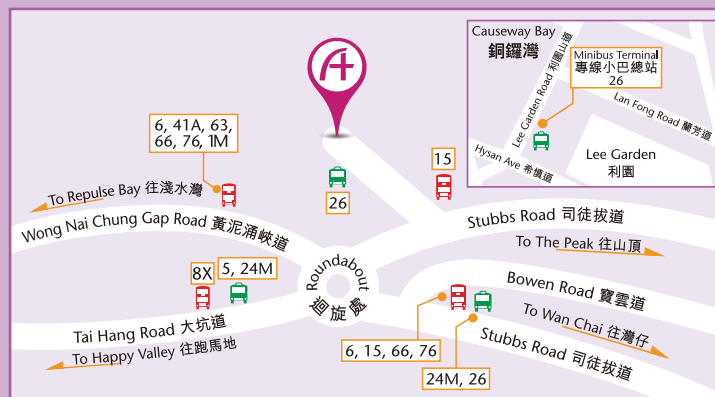 Causeway Bay
銅鑼灣
Minibus Terminal
專線小巴總站
26
Lee Garden Road 利園山道
Lan Fong Road 蘭芳道
Hysan Ave 希慎道
Lee Garden
利園
6, 41A, 63,
66, 76, 1M
15
26
To Repulse Bay 往淺水灣
Wong Nai Chung Gap Road 黃泥涌峽道
Stubbs Road 司徒拔道
To The Peak 往山頂
Roundabout
迴旋處
8X
5, 24M
Bowen Road 寶雲道
To Wan Chai 往灣仔
Tai Hang Road 大坑道
To Happy Valley 往跑馬地
6, 15, 66, 76
24M, 26
Stubbs Road 司徒拔道